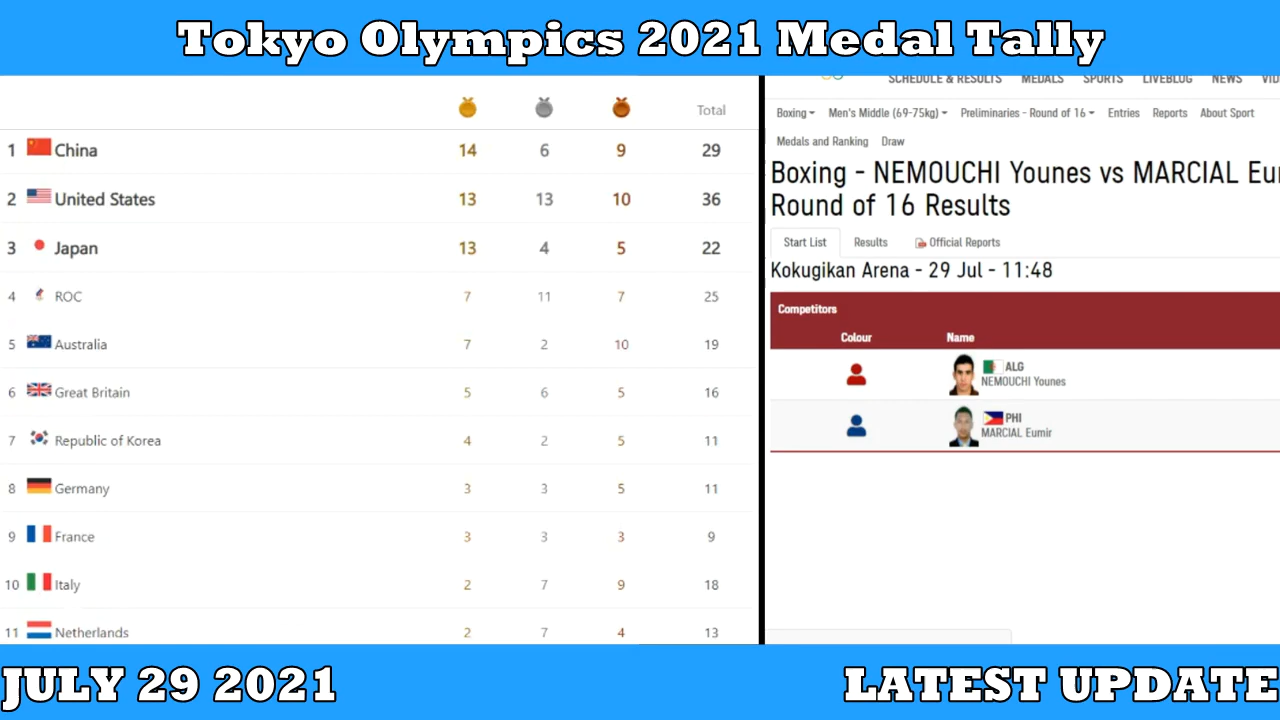 Tokyo Olympics 2021 Medal Tally
Total
1 China 14 6 9 29
2 United States 13 13 10 36
3 Japan 13 4 5 22
4 ROC 7 11 7 25
5 Australia 7 2 10 19
6 Great Britain 5 6 5 16
7 Republic of Korea 4 2 5 11
8 Germany 3 3 5 11
9 France 3 3 3 9
10 Italy 2 7 9 18
11 Netherlands 2 7 4 13
SCHEDULE & RESULTS MEDALS SPORTS LIVEBLOG NEWS VID
Boxing Men's Middle (69-75kg) Preliminaries - Round of 16 Entries Reports About Sport
Medals and Ranking Draw
Boxing - NEMOUCHI Younes vs MARCIAL Eu
Round of 16 Results
Start List Results Official Reports
Kokugikan Arena - 29 Jul - 11:48
Competitors
Colour Name
ALG
NEMOUCHI Younes
PHI
MARCIAL Eumir
JULY 29 2021 LATEST UPDATE